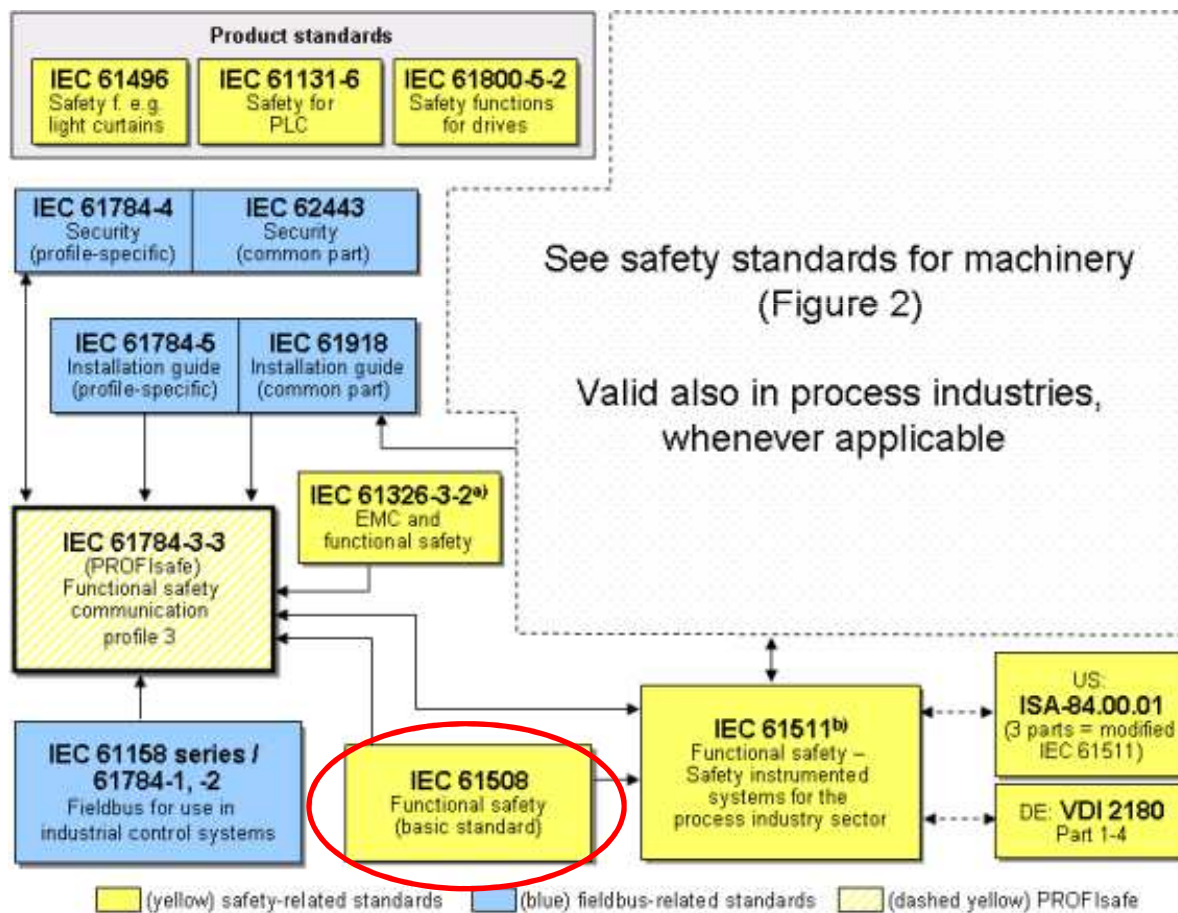 Product standards
IEC 61496
Safety f. e.g.
light curtains
IEC 61131-6
Safety for
PLC
IEC 61800-5-2
Safety functions
for drives
IEC 61784-4
Security
(profile-specific)
IEC 62443
Security
(common part)
See safety standards for machinery
(Figure 2)
Valid also in process industries,
whenever applicable
IEC 61784-5
Installation guide
(profile-specific)
IEC 61918
Installation guide
(common part)
IEC 61326-3-2a)
EMC and
functional safety
IEC 61784-3-3
(PROFIsafe)
Functional safety
communication
profile 3
IEC 61158 series /
61784-1, -2
Fieldbus for use in
industrial control systems
IEC 61508
Functional safety
(basic standard)
IEC 61511b)
Functional safety –
Safety instrumented
systems for the
process industry sector
US:
ISA-84.00.01
(3 parts = modified
IEC 61511)
DE: VDI 2180
Part 1-4
(yellow) safety-related standards
(blue) fieldbus-related standards
(dashed yellow) PROFIsafe